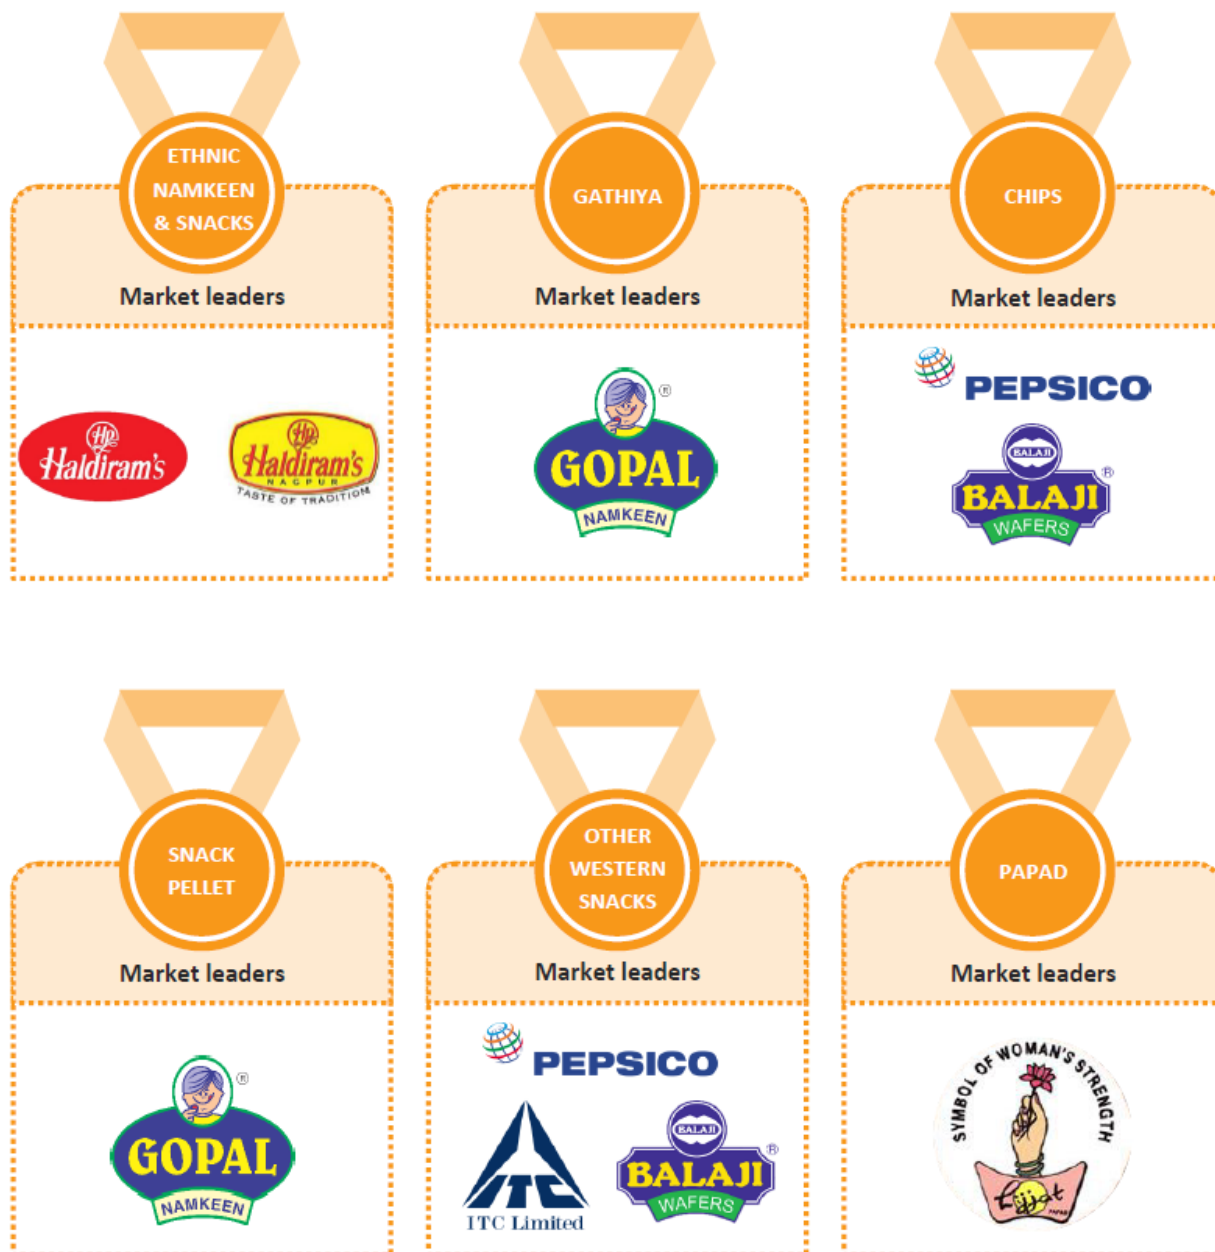 ETHNIC
NAMKEEN
& SNACKS
Market leaders
Haldiram's
Haldiram's
NAGPUR
TASTE OF TRADITION
GATHIYA
Market leaders
®
GOPAL
NAMKEEN
CHIPS
Market leaders
PEPSICO
BALAJI
®
BALAJI
WAFERS
SNACK
PELLET
Market leaders
®
GOPAL
NAMKEEN
OTHER
WESTERN
SNACKS
Market leaders
PEPSICO
ITC
ITC Limited
BALAJI
®
BALAJI
WAFERS
PAPAD
Market leaders
SYMBOL OF WOMAN'S STRENGTH
Lijjat
PAPAD